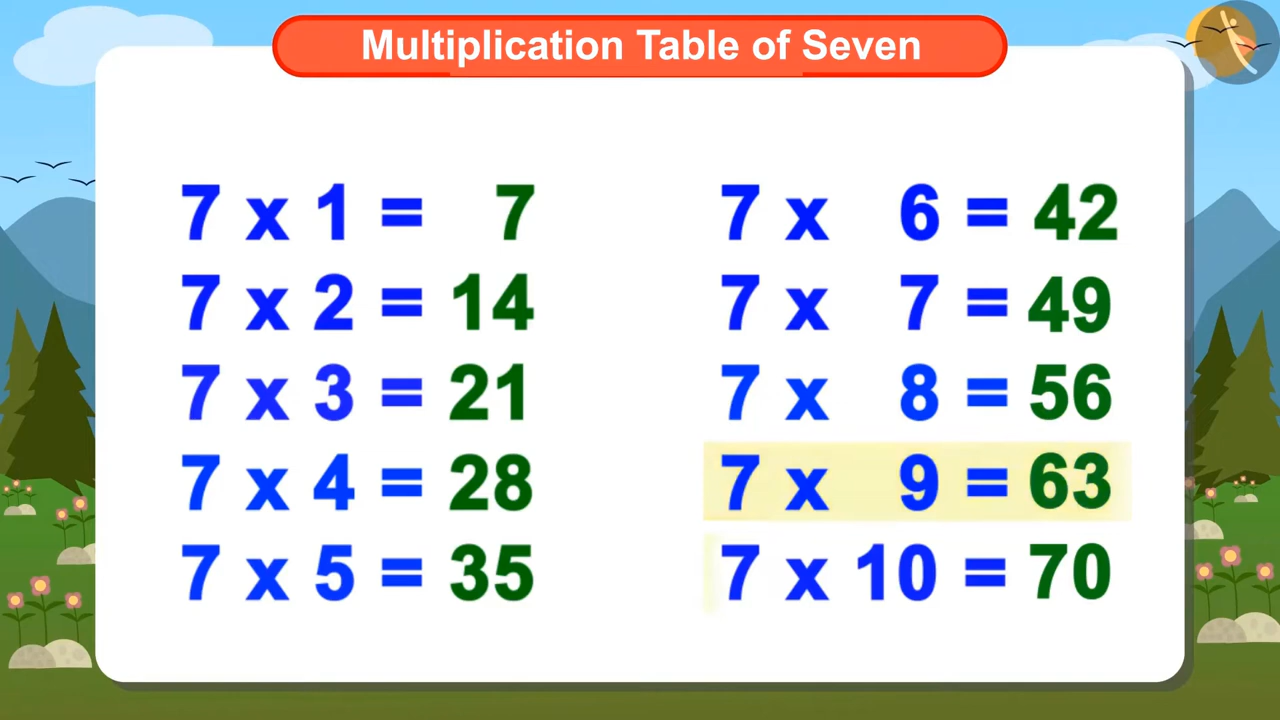 Multiplication Table of Seven
7 x 1 = 7
7 x 2 = 14
7 x 3 = 21
7 x 4 = 28
7 x 5 = 35
7 x 6 = 42
7 x 7 = 49
7 x 8 = 56
7 x 9 = 63
7 x 10 = 70